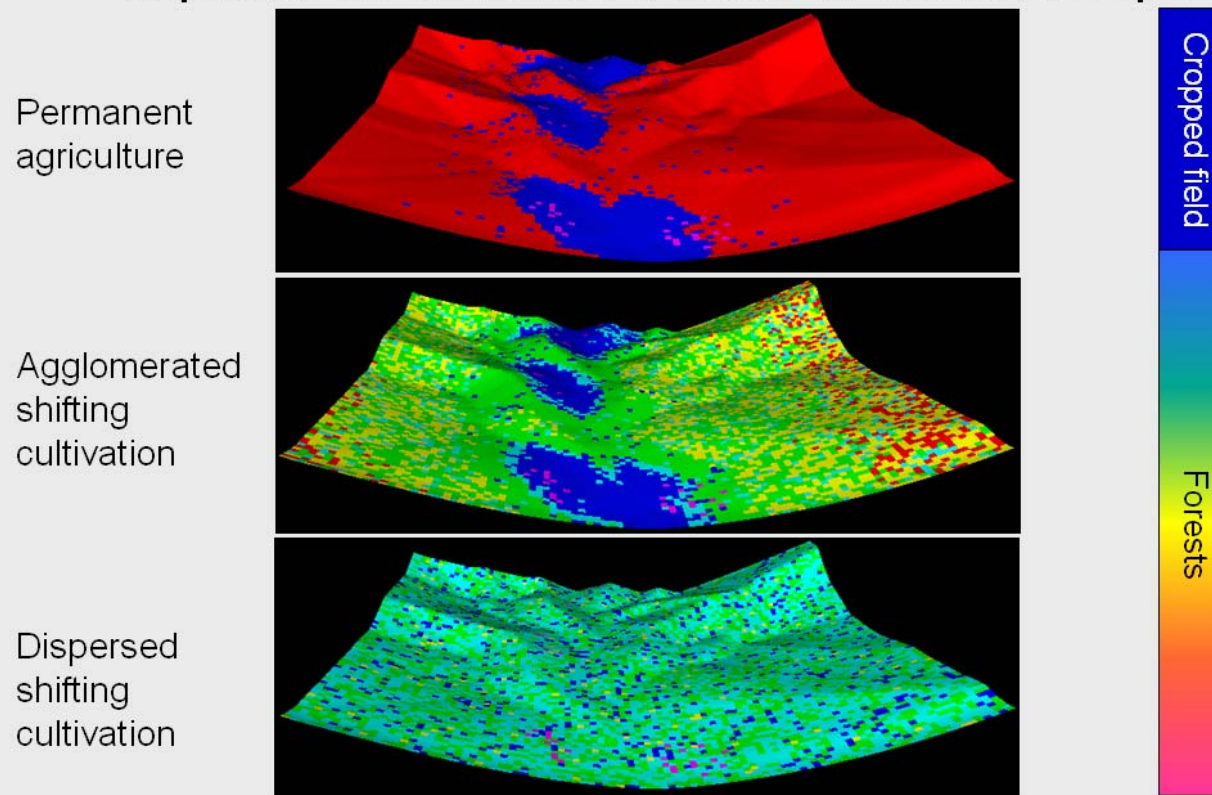 Permanent
agriculture
Agglomerated
shifting
cultivation
Dispersed
shifting
cultivation
Cropped field
Forests